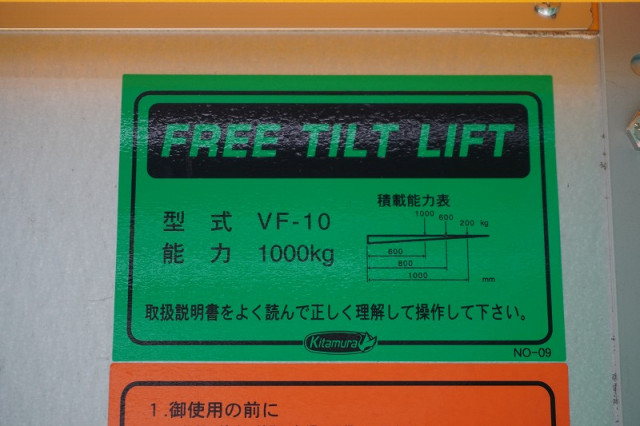 FREE TILT LIFT
型 式 VF-10
能 力 1000kg
積載能力表
1000 600 200 kg
600
800
1000 mm
取扱説明書をよく読んで正しく理解して操作して下さい。
Kitamura
NO-09
1.御使用の前に